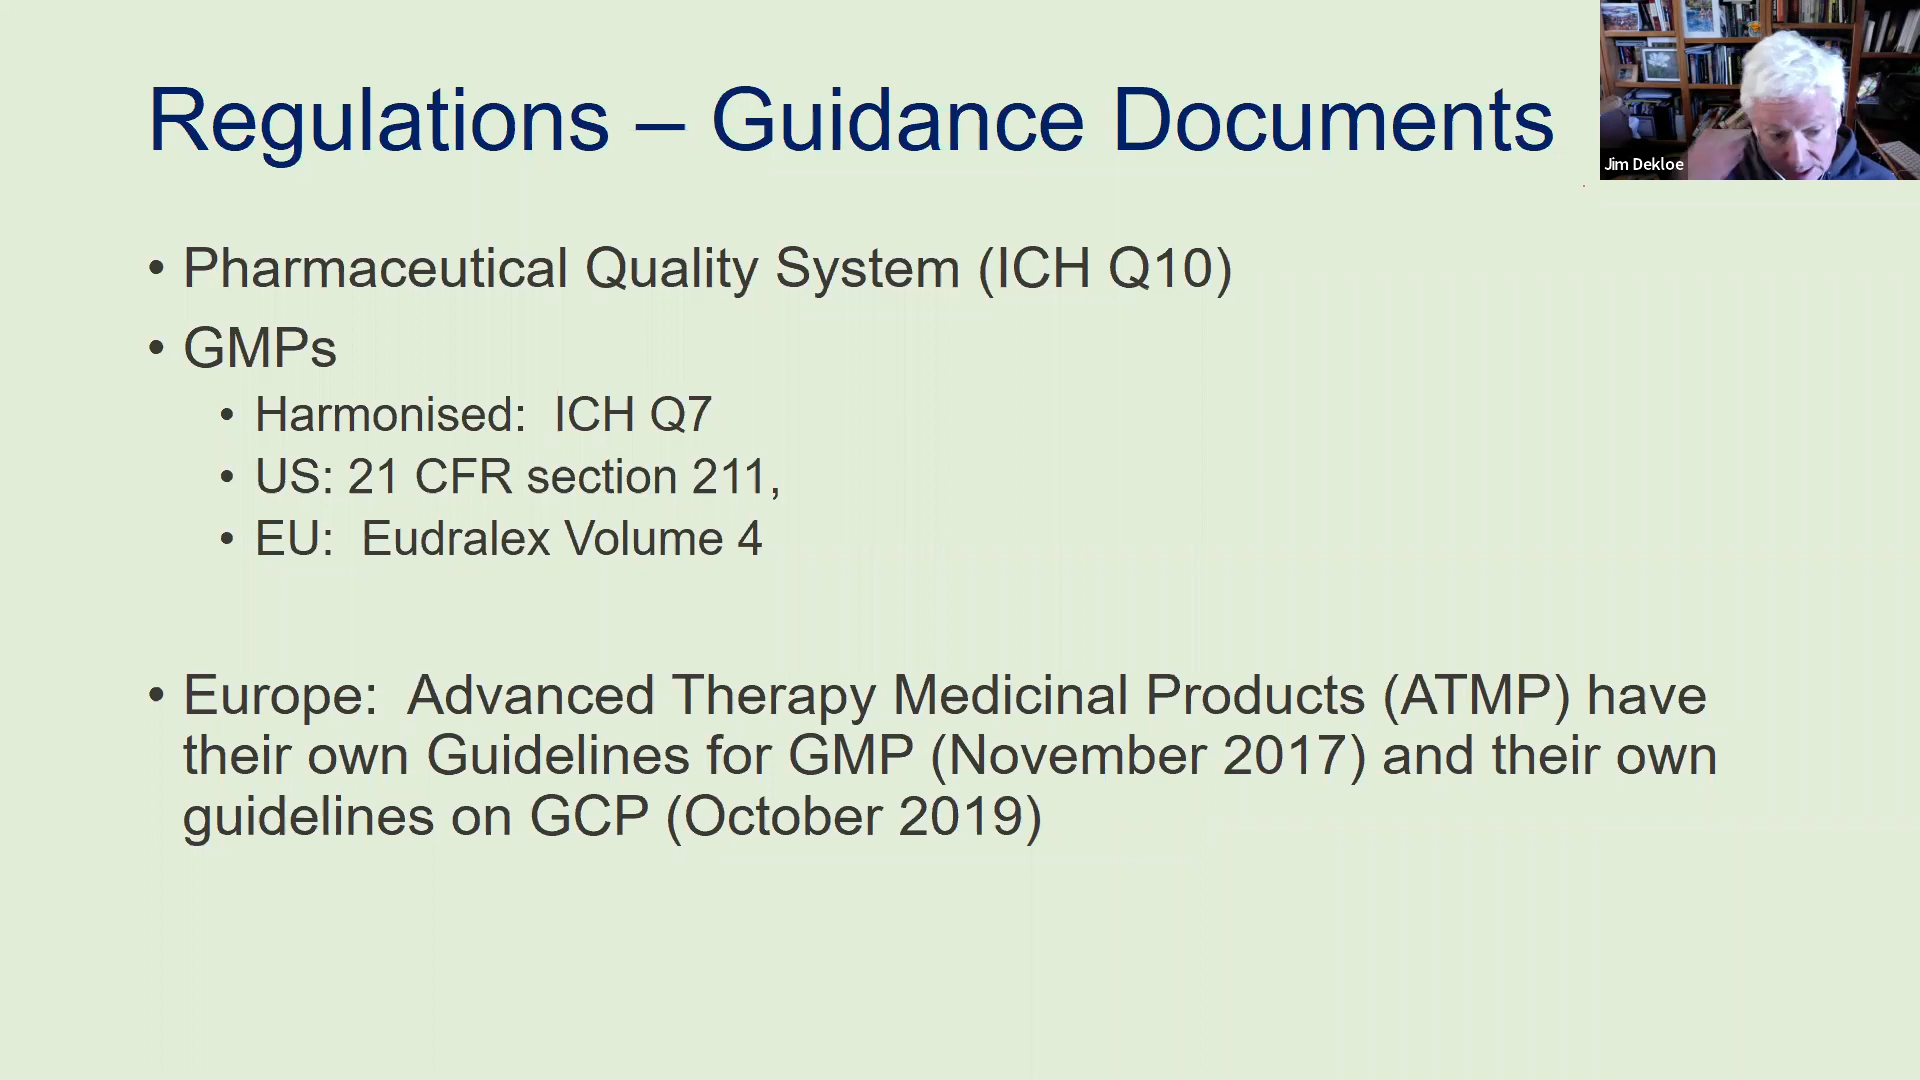 Regulations – Guidance Documents
Jim Dekloe
• Pharmaceutical Quality System (ICH Q10)
• GMPs
• Harmonised:  ICH Q7
• US: 21 CFR section 211,
• EU:  Eudralex Volume 4
• Europe:  Advanced Therapy Medicinal Products (ATMP) have
their own Guidelines for GMP (November 2017) and their own
guidelines on GCP (October 2019)